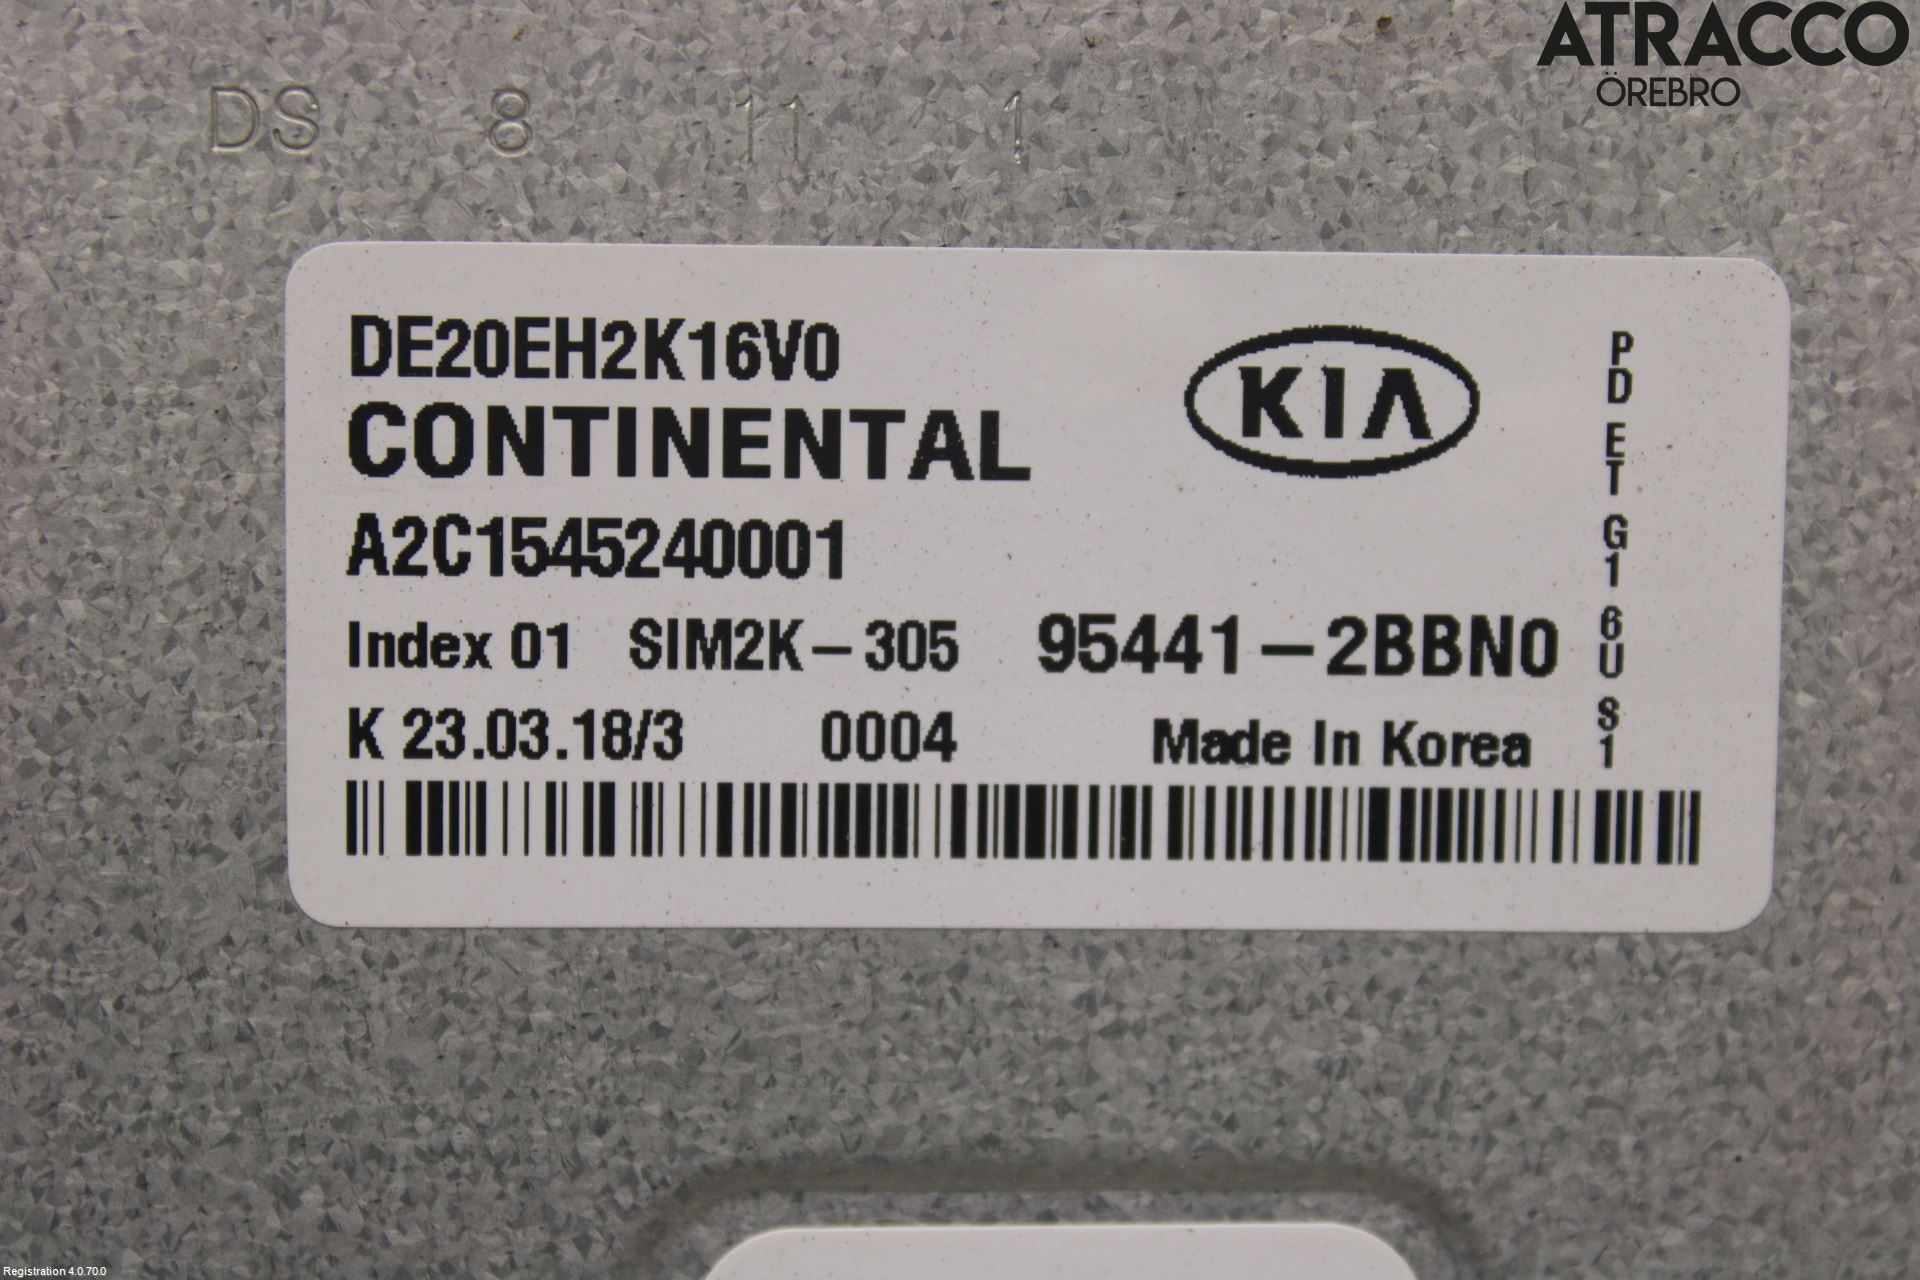 ATRACCO
ÖREBRO
DS 8 11 1
DE20EH2K16V0
CONTINENTAL
KIA
A2C1545240001
Index 01 SIM2K-305 95441-2BBN0
K 23.03.18/3 0004 Made In Korea
PD ET G1 6U S1
Registration 4.0.70.0